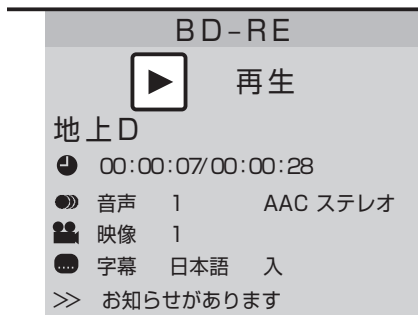 BD-RE
再生
地上D
00:00:07/00:00:28
音声 1 AAC ステレオ
映像 1
字幕 日本語 入
>> お知らせがあります